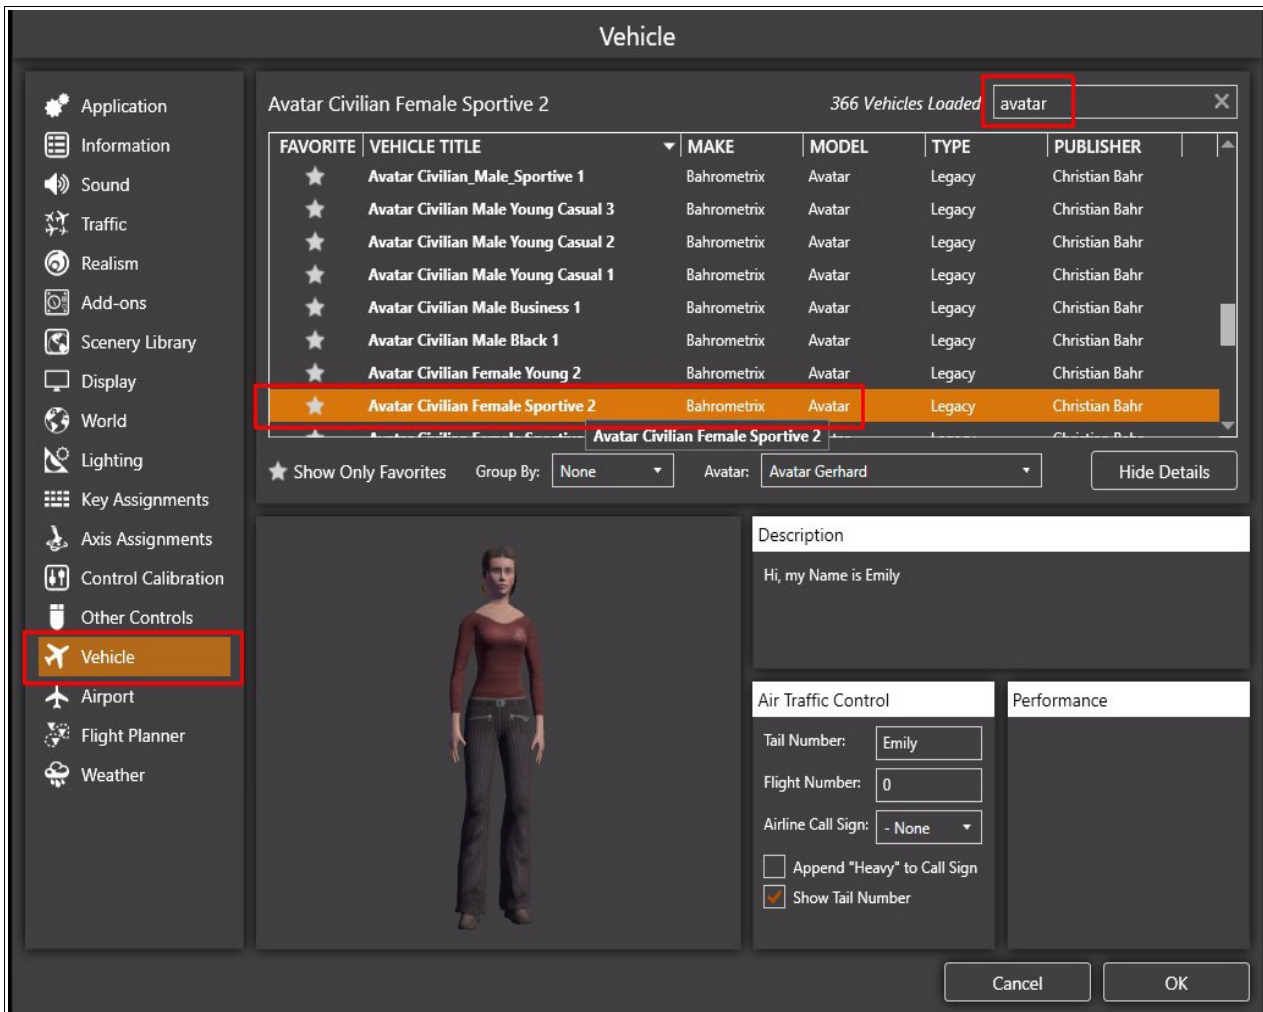 Vehicle
Application
Information
Sound
Traffic
Realism
Add-ons
Scenery Library
Display
World
Lighting
Key Assignments
Axis Assignments
Control Calibration
Other Controls
Vehicle
Airport
Flight Planner
Weather
Avatar Civilian Female Sportive 2
366 Vehicles Loaded
avatar
FAVORITE VEHICLE TITLE MAKE MODEL TYPE PUBLISHER
Avatar Civilian_Male_Sportive 1 Bahrometrix Avatar Legacy Christian Bahr
Avatar Civilian Male Young Casual 3 Bahrometrix Avatar Legacy Christian Bahr
Avatar Civilian Male Young Casual 2 Bahrometrix Avatar Legacy Christian Bahr
Avatar Civilian Male Young Casual 1 Bahrometrix Avatar Legacy Christian Bahr
Avatar Civilian Male Business 1 Bahrometrix Avatar Legacy Christian Bahr
Avatar Civilian Male Black 1 Bahrometrix Avatar Legacy Christian Bahr
Avatar Civilian Female Young 2 Bahrometrix Avatar Legacy Christian Bahr
Avatar Civilian Female Sportive 2 Bahrometrix Avatar Legacy Christian Bahr
Avatar Civilian Female Sportive 2
Show Only Favorites Group By: None Avatar: Avatar Gerhard Hide Details
Description
Hi, my Name is Emily
Air Traffic Control
Tail Number: Emily
Flight Number: 0
Airline Call Sign: - None
Append "Heavy" to Call Sign
Show Tail Number
Performance
Cancel OK